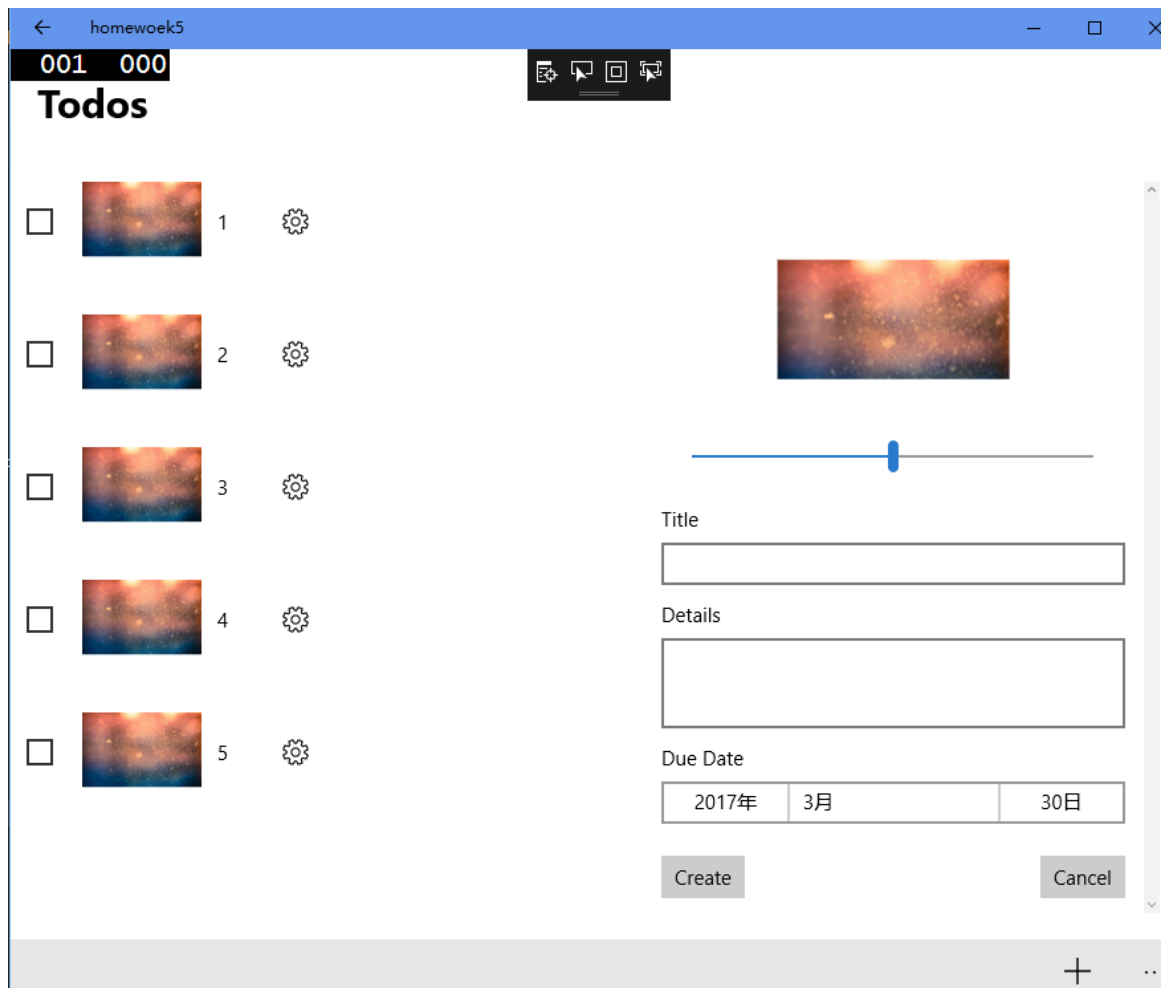 homewoek5
001 000
Todos
1
2
3
4
5
Title
Details
Due Date
2017年 3月 30日
Create Cancel